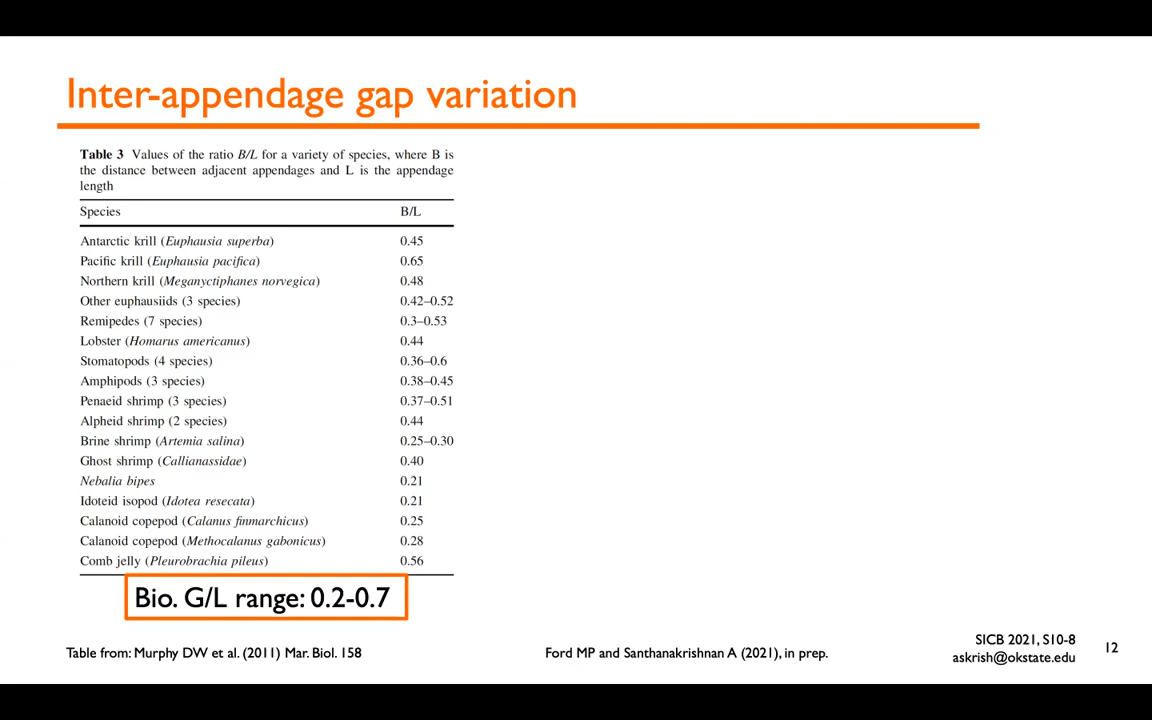 Inter-appendage gap variation
Table 3 Values of the ratio B/L for a variety of species, where B is
the distance between adjacent appendages and L is the appendage
length
Species B/L
Antarctic krill (Euphausia superba) 0.45
Pacific krill (Euphausia pacifica) 0.65
Northern krill (Meganyctiphanes norvegica) 0.48
Other euphausiids (3 species) 0.42–0.52
Remipedes (7 species) 0.3–0.53
Lobster (Homarus americanus) 0.44
Stomatopods (4 species) 0.36–0.6
Amphipods (3 species) 0.38–0.45
Penaeid shrimp (3 species) 0.37–0.51
Alpheid shrimp (2 species) 0.44
Brine shrimp (Artemia salina) 0.25–0.30
Ghost shrimp (Callianassidae) 0.40
Nebalia bipes 0.21
Idoteid isopod (Idotea resecata) 0.21
Calanoid copepod (Calanus finmarchicus) 0.25
Calanoid copepod (Methocalanus gabonicus) 0.28
Comb jelly (Pleurobrachia pileus) 0.56
Bio. G/L range: 0.2-0.7
Table from: Murphy DW et al. (2011) Mar. Biol. 158
Ford MP and Santhanakrishnan A (2021), in prep.
SICB 2021, S10-8
askrish@okstate.edu
12